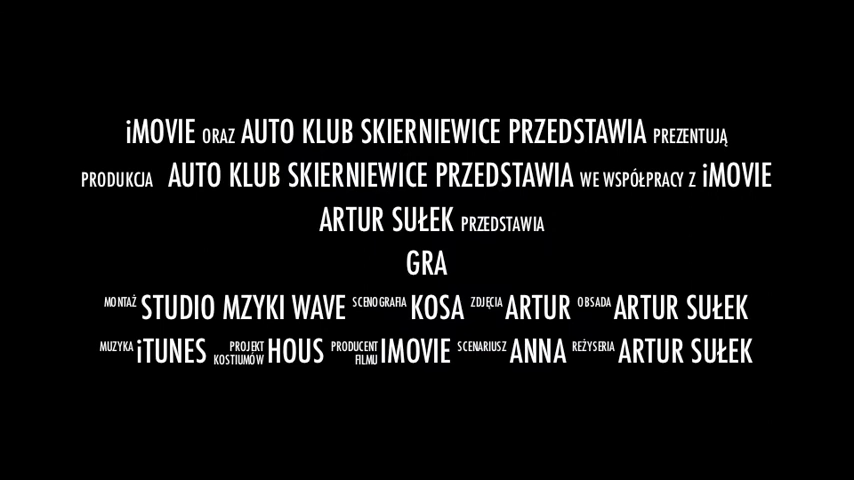 iMOVIE ORAZ AUTO KLUB SKIERNIEWICE PRZEDSTAWIA PREZENTUJĄ
PRODUKCJA AUTO KLUB SKIERNIEWICE PRZEDSTAWIA WE WSPÓŁPRACY Z iMOVIE
ARTUR SUŁEK PRZEDSTAWIA
GRA
MONTAŻ STUDIO MZYKI WAVE SCENOGRAFIA KOSA ZDJĘCIA ARTUR OBSADA ARTUR SUŁEK
MUZYKA iTUNES PROJEKT KOSTIUMÓW HOUS PRODUCENT FILMU IMOVIE SCENARIUSZ ANNA REŻYSERIA ARTUR SUŁEK